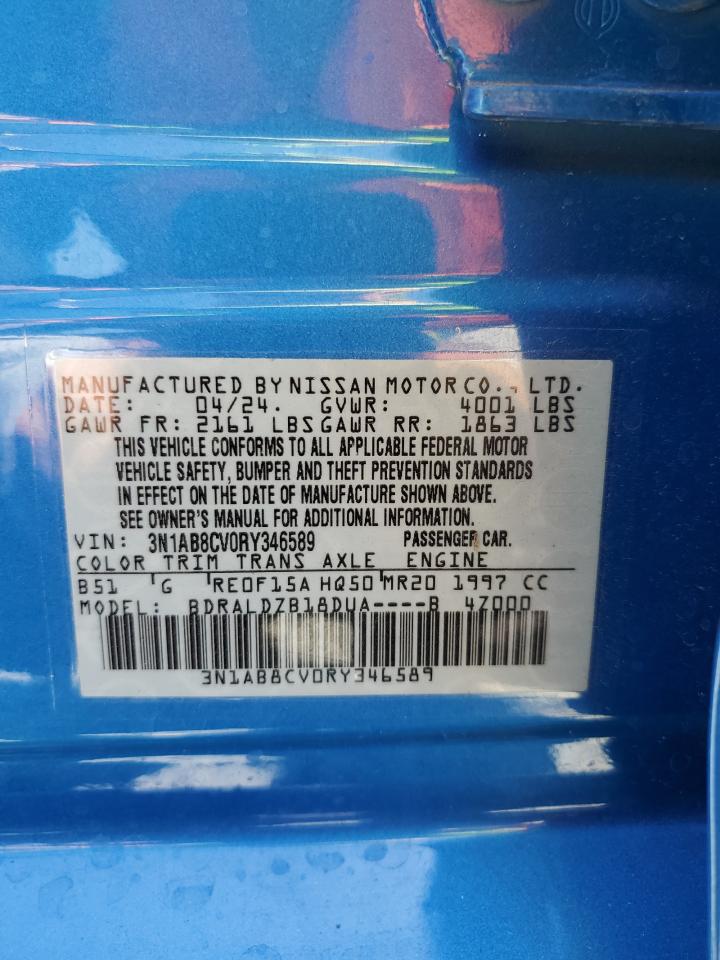 MANUFACTURED BY NISSAN MOTOR CO., LTD.
DATE: 04/24. GVWR: 4001 LBS
GAWR FR: 2161 LBS GAWR RR: 1863 LBS
THIS VEHICLE CONFORMS TO ALL APPLICABLE FEDERAL MOTOR
VEHICLE SAFETY, BUMPER AND THEFT PREVENTION STANDARDS
IN EFFECT ON THE DATE OF MANUFACTURE SHOWN ABOVE.
SEE OWNER'S MANUAL FOR ADDITIONAL INFORMATION.
VIN: 3N1AB8CV0RY346589 PASSENGER CAR.
COLOR TRIM TRANS AXLE ENGINE
B51 'G 'RE0F15A HQ50'MR20 1997 CC
MODEL: BDRALDZB18DUA----B 4Z000
3N1AB8CV0RY346589